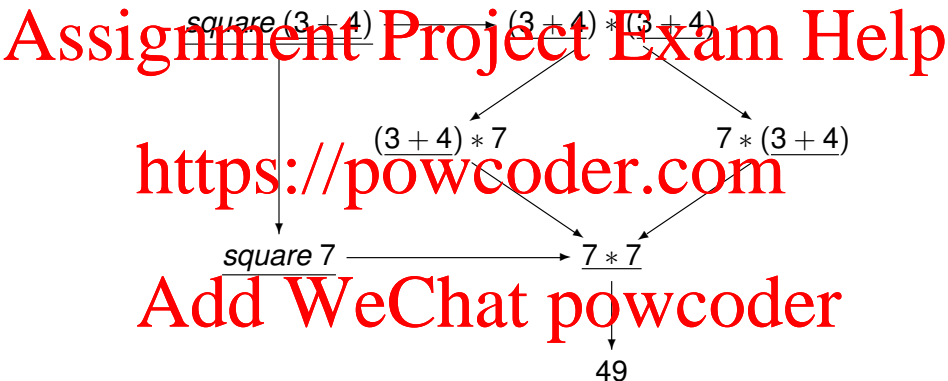 square (3 + 4) (3 + 4) ∗ (3 + 4)
Assignment Project Exam Help
(3 + 4) ∗ 7 7 ∗ (3 + 4)
https://powcoder.com
square 7 7 ∗ 7
Add WeChat powcoder
49